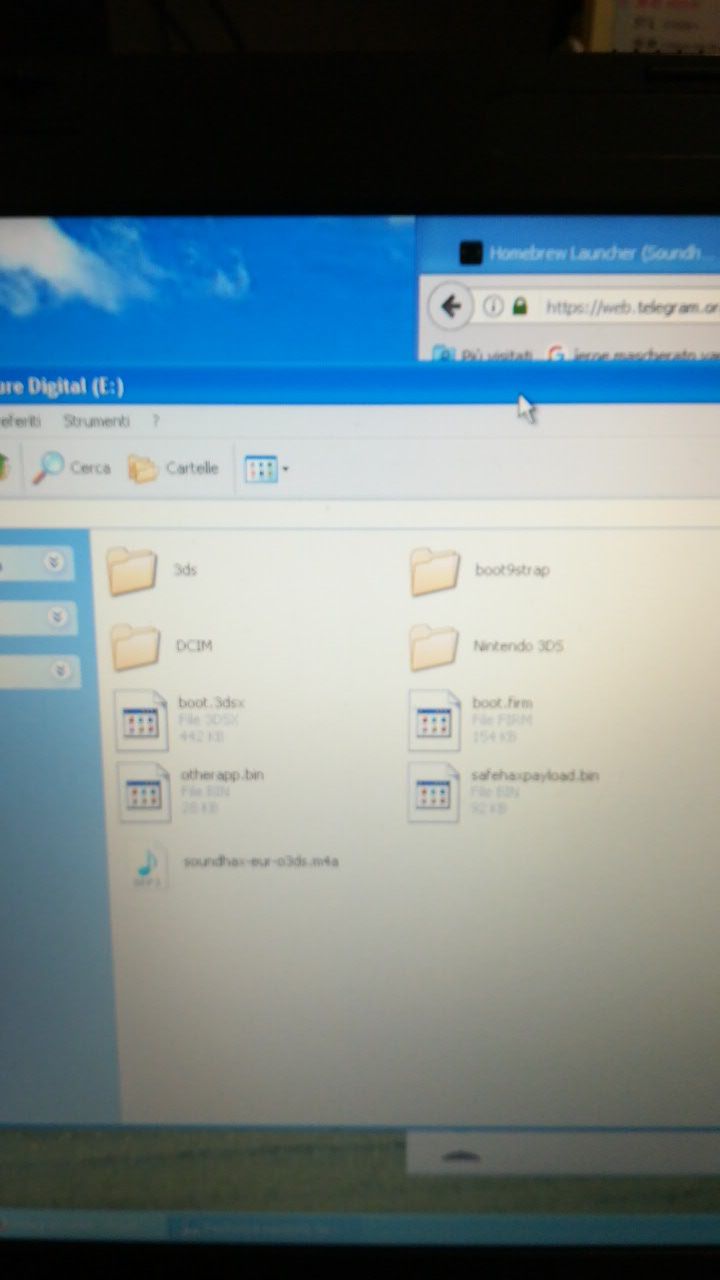 Homebrew Launcher (Soundh...
https://web.telegram.or
Più visitati
ure Digital (E:)
eferiti Strumenti ?
Cerca Cartelle
3ds
boot9strap
DCIM
Nintendo 3DS
boot.3dsx
File 3DSX
442 KB
boot.firm
File FIRM
154 KB
otherapp.bin
File BIN
28 KB
safehaxpayload.bin
File BIN
92 KB
soundhax-eur-o3ds.m4a